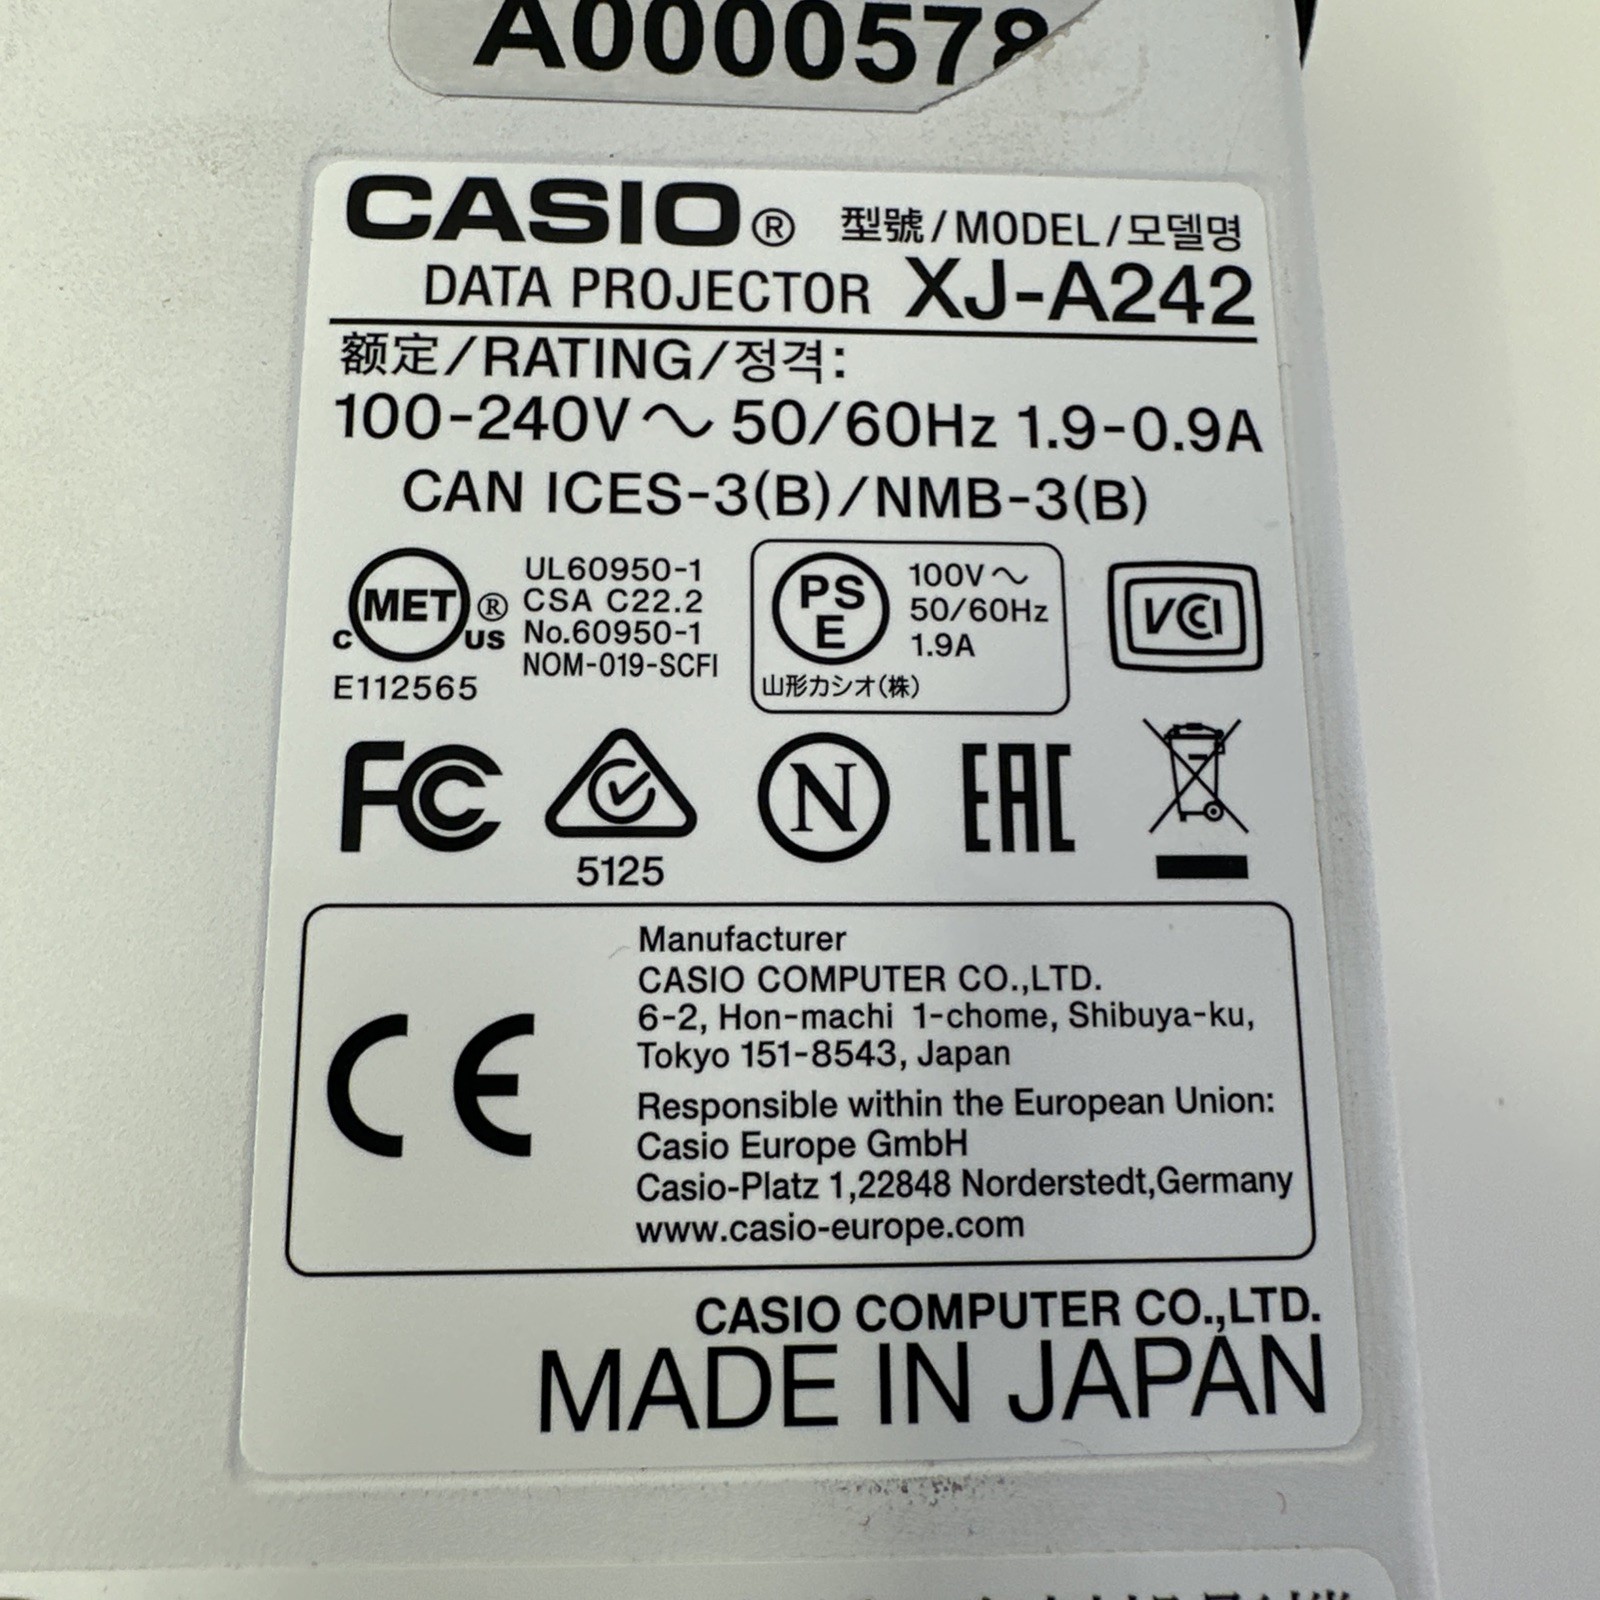 A0000578
CASIO® 型號/MODEL/모델명
DATA PROJECTOR XJ-A242
额定/RATING/정격:
100-240V～ 50/60Hz 1.9-0.9A
CAN ICES-3(B)/NMB-3(B)
C MET® US
E112565
UL60950-1
CSA C22.2
No.60950-1
NOM-019-SCFI
PS
E
100V～
50/60Hz
1.9A
山形カシオ(株)
VCCI
FC
5125
N
EAC
CE
Manufacturer
CASIO COMPUTER CO.,LTD.
6-2, Hon-machi 1-chome, Shibuya-ku,
Tokyo 151-8543, Japan
Responsible within the European Union:
Casio Europe GmbH
Casio-Platz 1,22848 Norderstedt,Germany
www.casio-europe.com
CASIO COMPUTER CO.,LTD.
MADE IN JAPAN